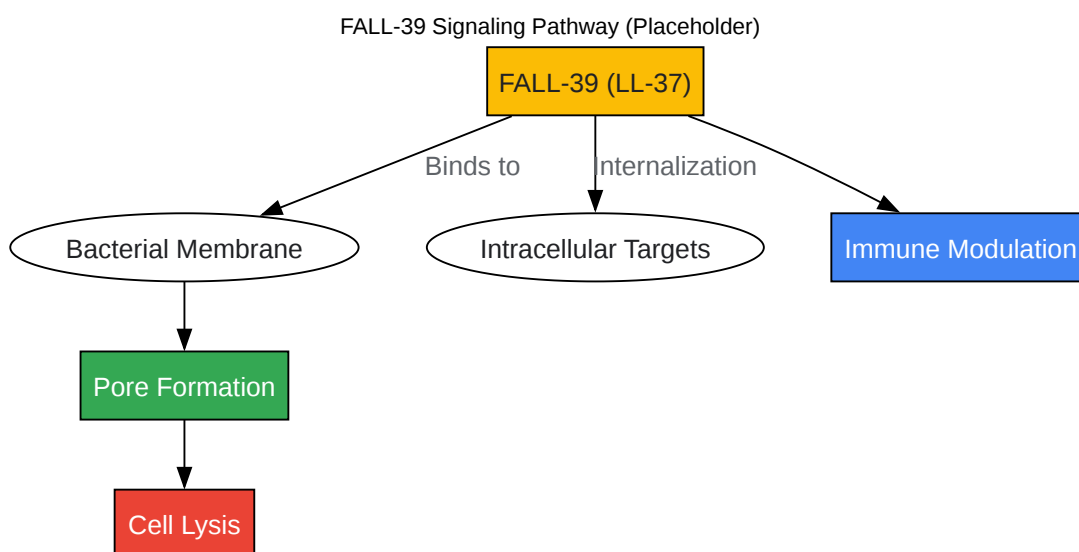 FALL-39 Signaling Pathway (Placeholder)
FALL-39 (LL-37)
Binds to
Internalization
Bacterial Membrane
Intracellular Targets
Immune Modulation
Pore Formation
Cell Lysis